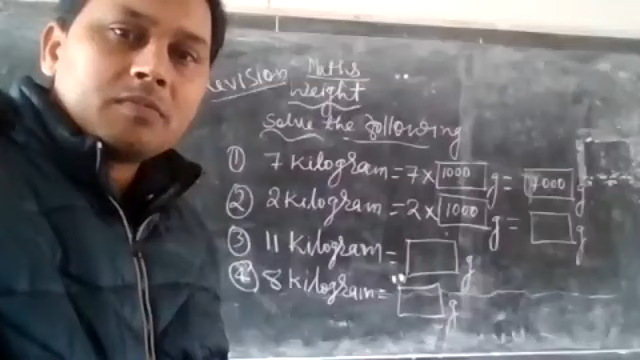 Revision Maths
Weight
Solve the following
① 7 Kilogram = 7 × 1000 g = 7000 g
② 2 Kilogram = 2 × 1000 g = g
③ 11 Kilogram = g
④ 8 Kilogram = g